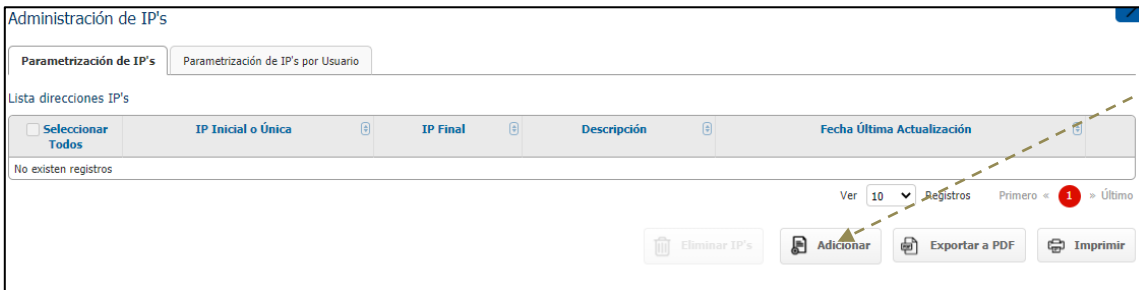 Administración de IP's
Parametrización de IP's Parametrización de IP's por Usuario
Lista direcciones IP's
Seleccionar Todos IP Inicial o Única IP Final Descripción Fecha Última Actualización
No existen registros
Ver 10 Registros Primero « 1 » Último
Eliminar IP's Adicionar Exportar a PDF Imprimir